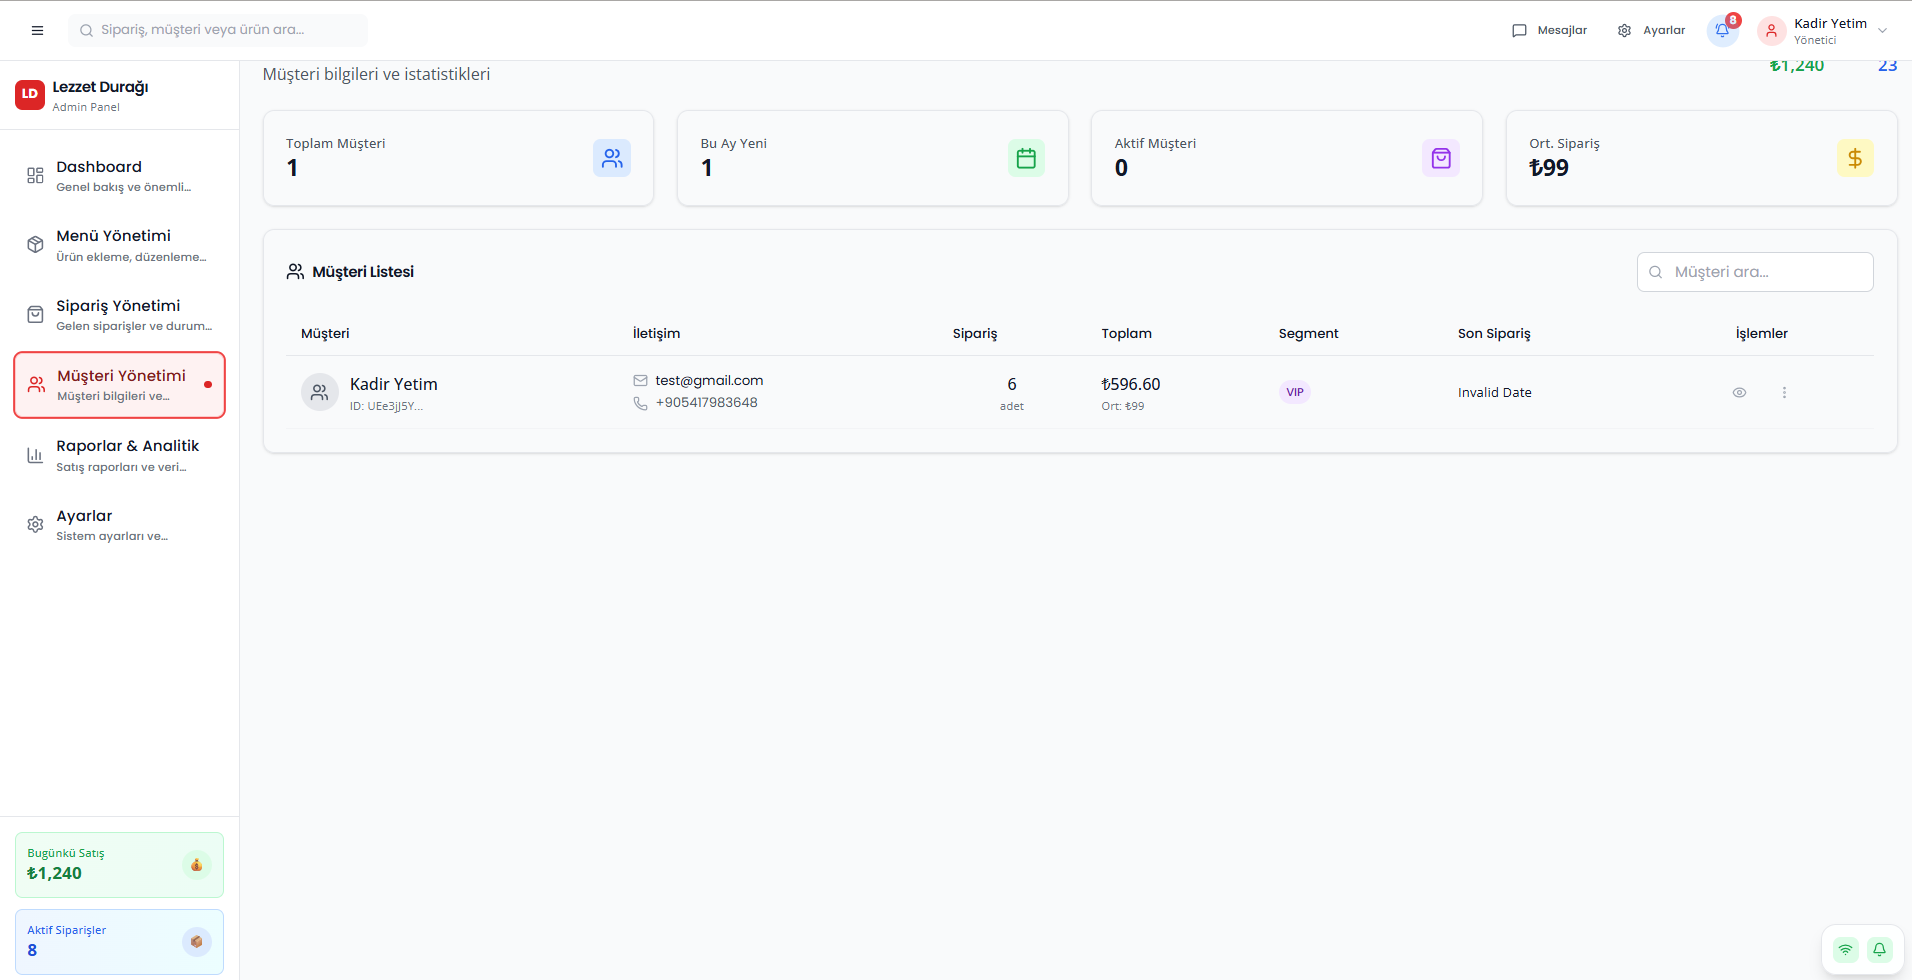 Sipariş, müşteri veya ürün ara...
Mesajlar
Ayarlar
8
Kadir Yetim
Yönetici
LD
Lezzet Durağı
Admin Panel
Dashboard
Genel bakış ve önemli...
Menü Yönetimi
Ürün ekleme, düzenleme...
Sipariş Yönetimi
Gelen siparişler ve durum...
Müşteri Yönetimi
Müşteri bilgileri ve...
Raporlar & Analitik
Satış raporları ve veri...
Ayarlar
Sistem ayarları ve...
Bugünkü Satış
₺1,240
Aktif Siparişler
8
Müşteri bilgileri ve istatistikleri
₺1,240
23
Toplam Müşteri
1
Bu Ay Yeni
1
Aktif Müşteri
0
Ort. Sipariş
₺99
Müşteri Listesi
Müşteri ara...
Müşteri İletişim Sipariş Toplam Segment Son Sipariş İşlemler
Kadir Yetim
ID: UEe3jJ5Y...
test@gmail.com
+905417983648
6
adet
₺596.60
Ort: ₺99
VIP
Invalid Date